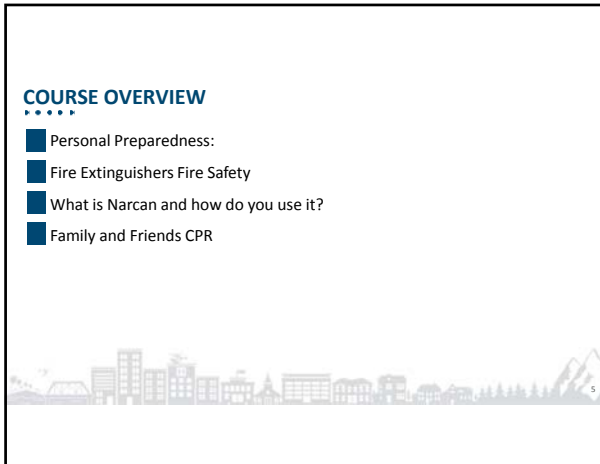 COURSE OVERVIEW
Personal Preparedness:
Fire Extinguishers Fire Safety
What is Narcan and how do you use it?
Family and Friends CPR
5